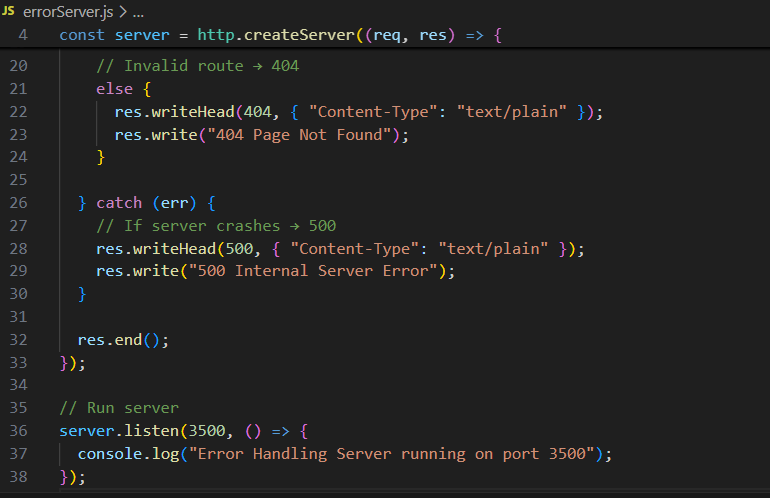 JS errorServer.js > ...
4 const server = http.createServer((req, res) => {
20 // Invalid route → 404
21 else {
22 res.writeHead(404, { "Content-Type": "text/plain" });
23 res.write("404 Page Not Found");
24 }
25
26 } catch (err) {
27 // If server crashes → 500
28 res.writeHead(500, { "Content-Type": "text/plain" });
29 res.write("500 Internal Server Error");
30 }
31
32 res.end();
33 });
34
35 // Run server
36 server.listen(3500, () => {
37 console.log("Error Handling Server running on port 3500");
38 });